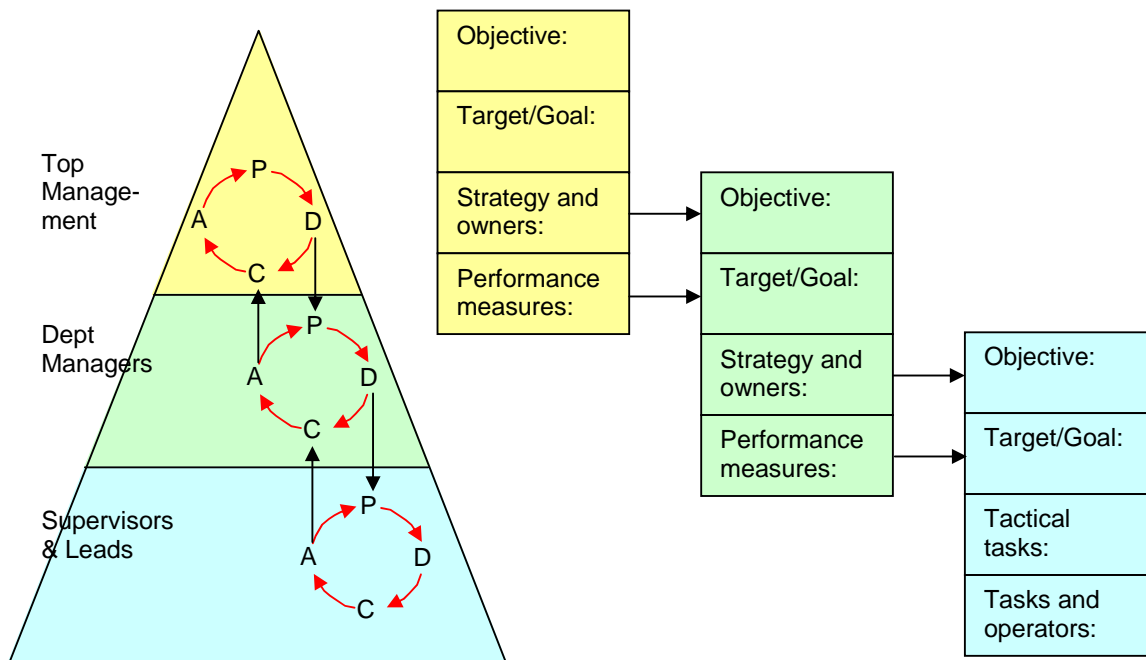 Top
Manage-
ment
P
A
D
C
Dept
Managers
P
A
D
C
Supervisors
& Leads
P
A
D
C
Objective:
Target/Goal:
Strategy and
owners:
Performance
measures:
Objective:
Target/Goal:
Strategy and
owners:
Performance
measures:
Objective:
Target/Goal:
Tactical
tasks:
Tasks and
operators: